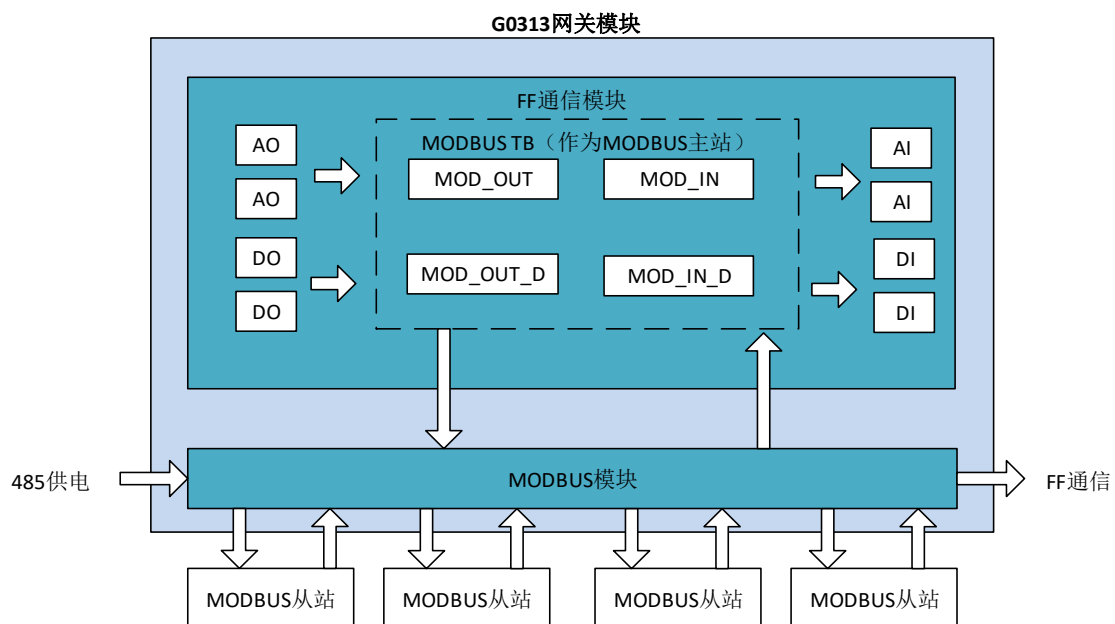 G0313网关模块
FF通信模块
MODBUS TB（作为MODBUS主站）
AO
AO
DO
DO
MOD_OUT
MOD_IN
MOD_OUT_D
MOD_IN_D
AI
AI
DI
DI
485供电
MODBUS模块
FF通信
MODBUS从站
MODBUS从站
MODBUS从站
MODBUS从站